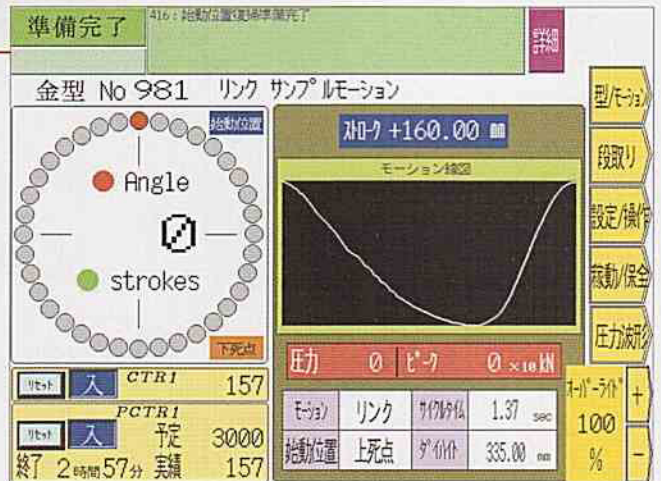 準備完了
416：始動位置復帰準備完了
詳細
金型 No 981 リンク サンプルモーション
始動位置
Angle
0
strokes
下死点
ストローク +160.00 mm
モーション線図
圧力 0 ピーク 0 ×10 kN
モーション リンク サイクルタイム 1.37 sec
始動位置 上死点 ダイハイト 335.00 mm
リセット 入 CTR1 157
PCTR1
リセット 入 予定 3000
終了 2時間57分 実績 157
型/モーション
段取り
設定/操作
稼動/保全
圧力波形
オーバーライド
100
%
+
-